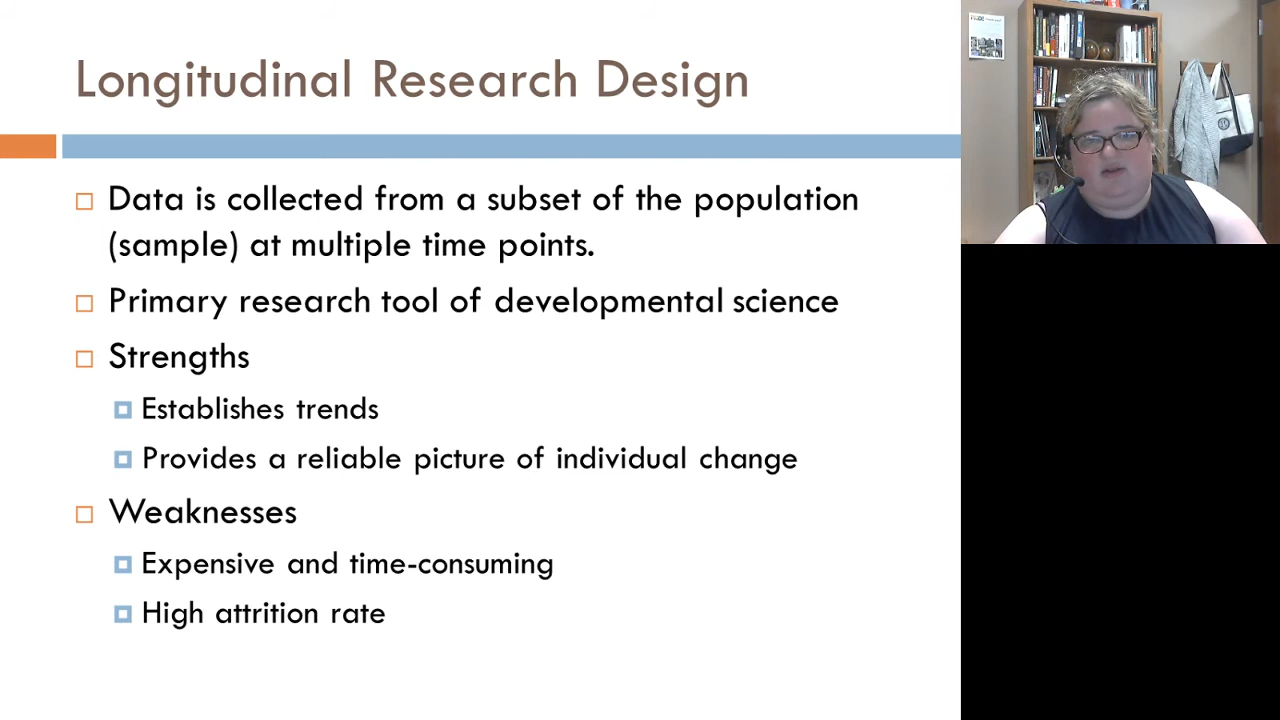 Longitudinal Research Design
Data is collected from a subset of the population
(sample) at multiple time points.
Primary research tool of developmental science
Strengths
Establishes trends
Provides a reliable picture of individual change
Weaknesses
Expensive and time-consuming
High attrition rate